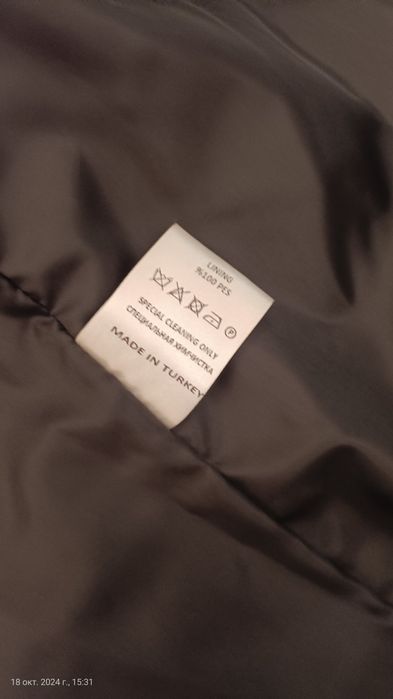 LINING
%100 PES
P
SPECIAL CLEANING ONLY
СПЕЦИАЛЬНАЯ ХИМЧИСТКА
MADE IN TURKEY
18 окт. 2024 г., 15:31